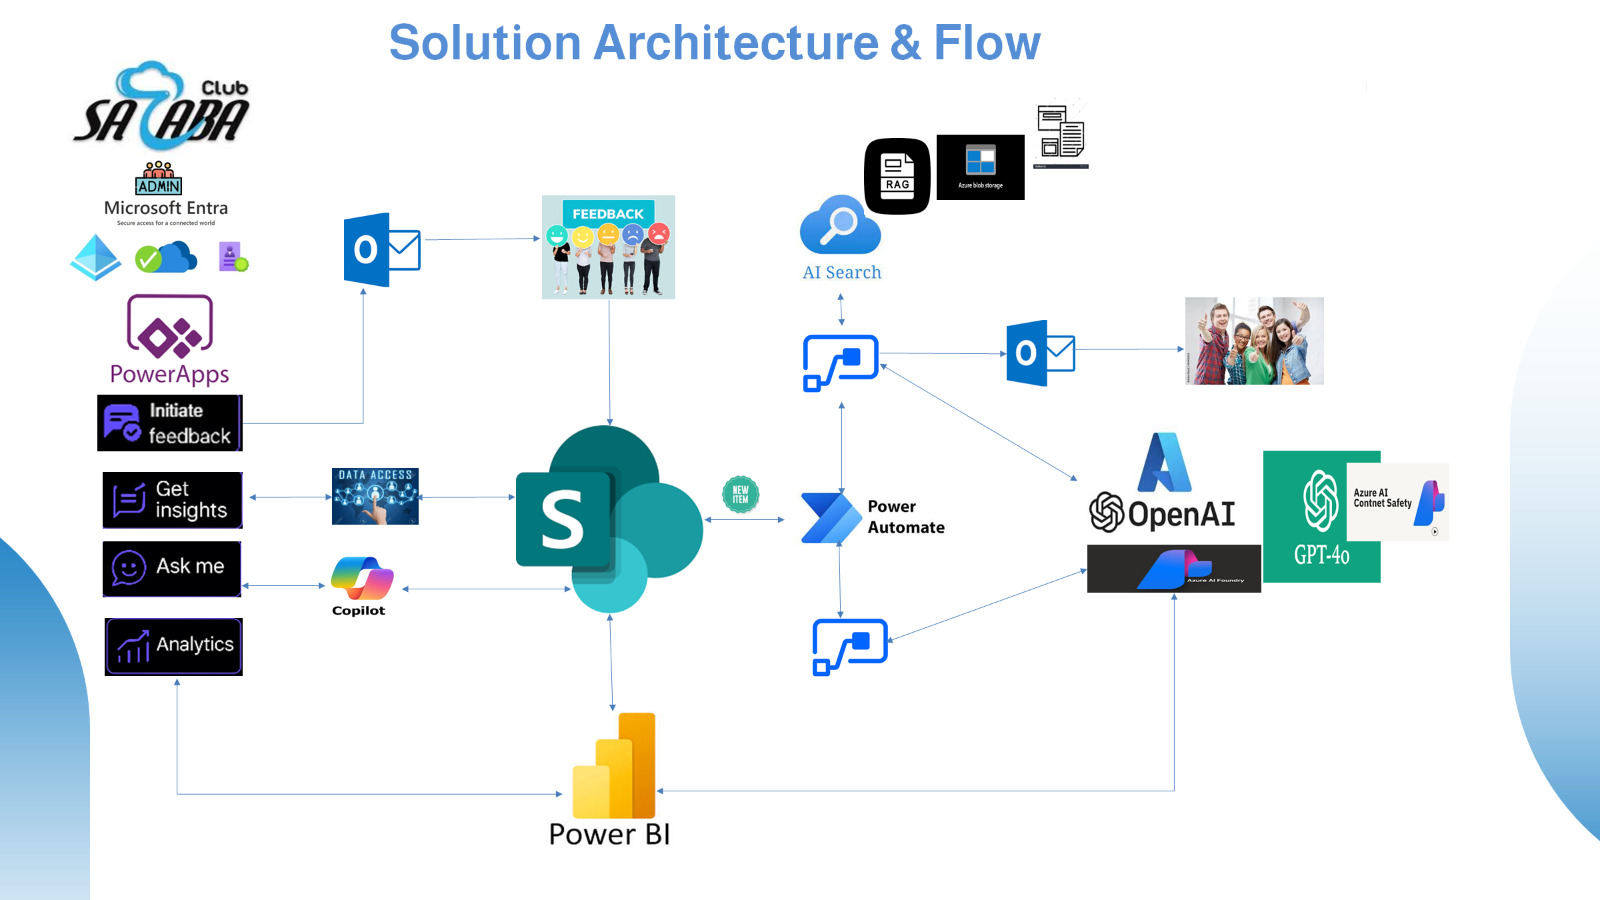 Solution Architecture & Flow
Club
SAZABA
ADMIN
Microsoft Entra
Secure access for a connected world
PowerApps
Initiate
feedback
Get
insights
Ask me
Analytics
O
FEEDBACK
DATA ACCESS
Copilot
S
NEW
ITEM
Power BI
RAG
Azure blob storage
AI Search
Power
Automate
O
OpenAI
Azure AI Foundry
GPT-4o
Azure AI
Contnet Safety